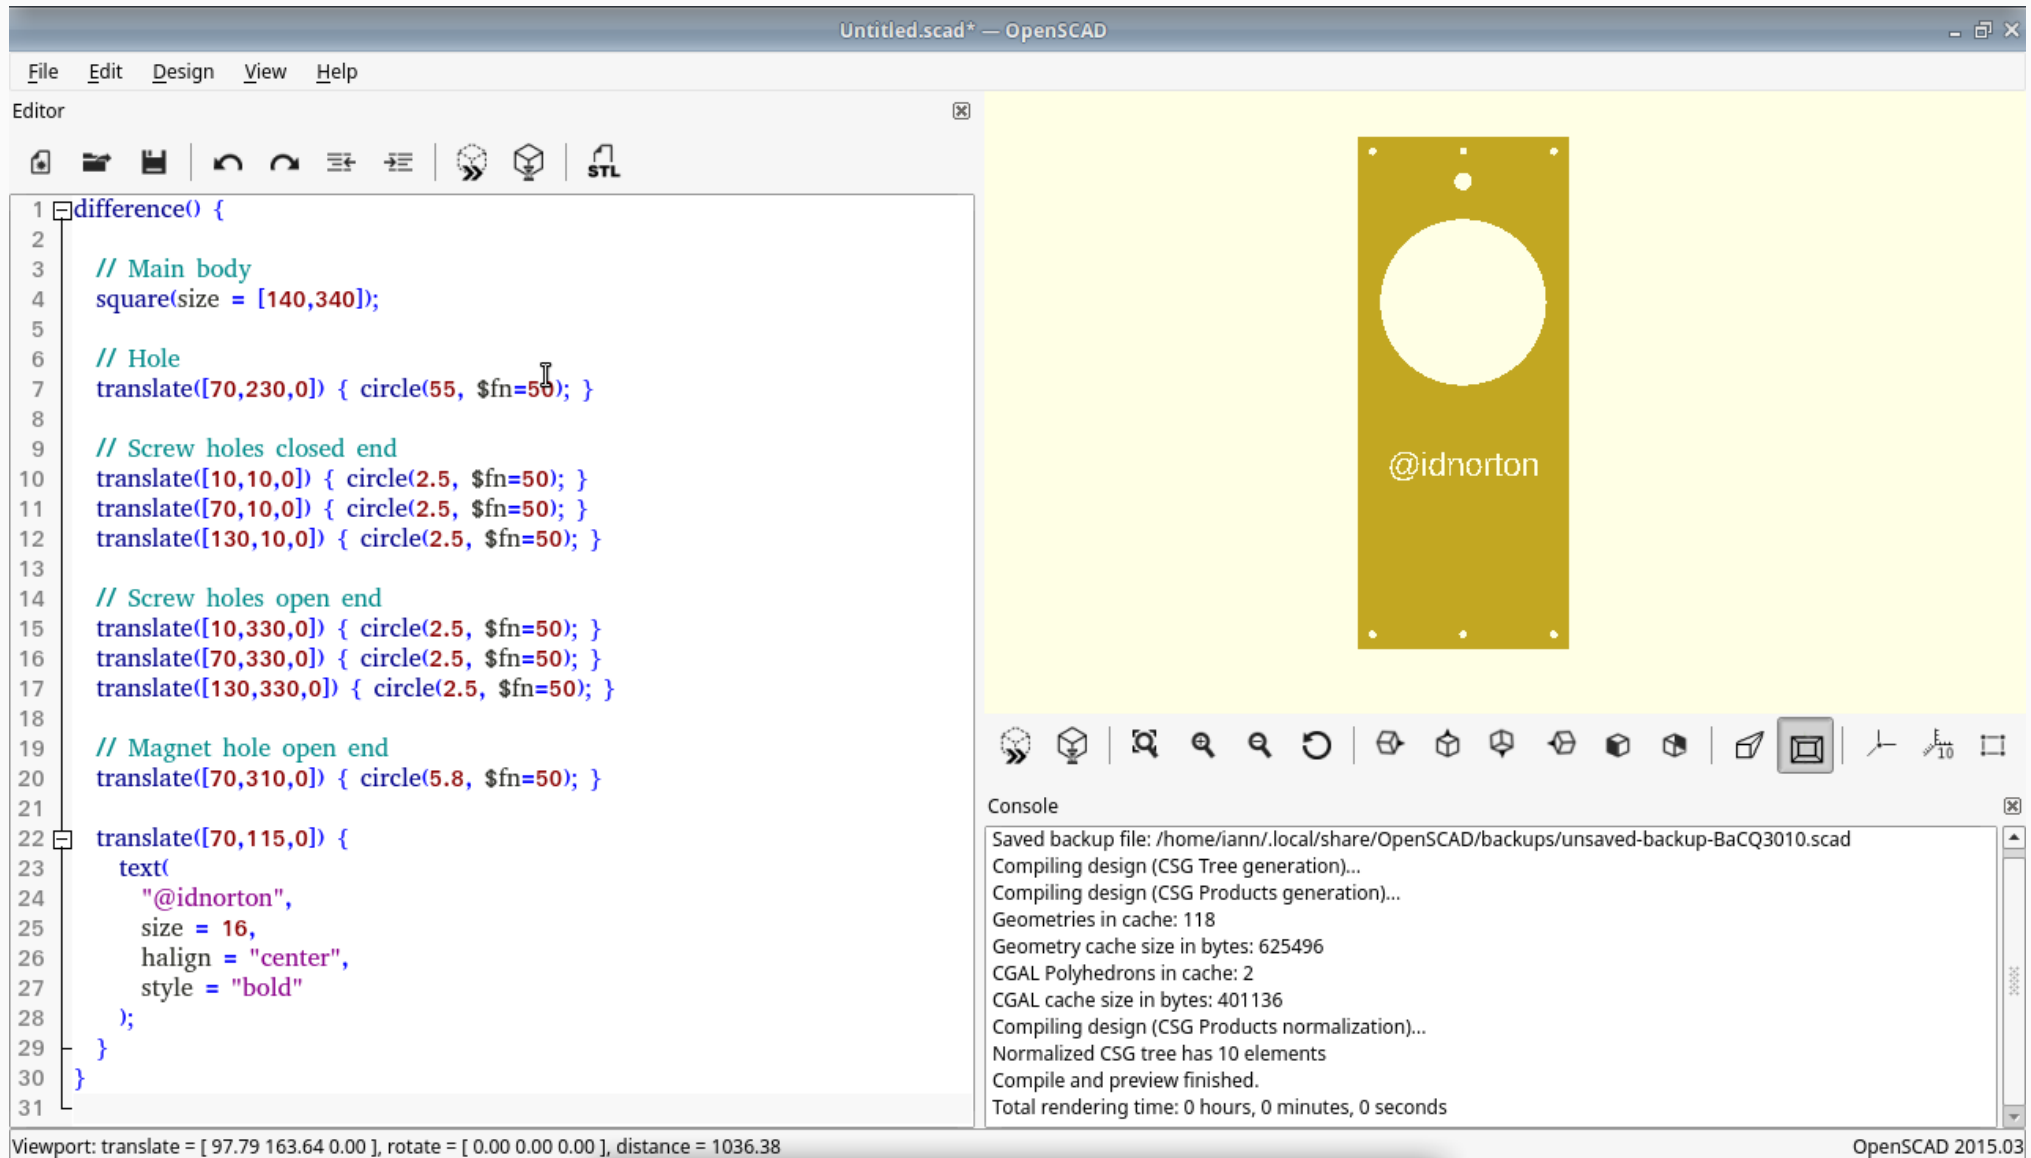 Untitled.scad* — OpenSCAD
File Edit Design View Help
Editor
STL
1 difference() {
2
3 // Main body
4 square(size = [140,340]);
5
6 // Hole
7 translate([70,230,0]) { circle(55, $fn=50); }
8
9 // Screw holes closed end
10 translate([10,10,0]) { circle(2.5, $fn=50); }
11 translate([70,10,0]) { circle(2.5, $fn=50); }
12 translate([130,10,0]) { circle(2.5, $fn=50); }
13
14 // Screw holes open end
15 translate([10,330,0]) { circle(2.5, $fn=50); }
16 translate([70,330,0]) { circle(2.5, $fn=50); }
17 translate([130,330,0]) { circle(2.5, $fn=50); }
18
19 // Magnet hole open end
20 translate([70,310,0]) { circle(5.8, $fn=50); }
21
22 translate([70,115,0]) {
23 text(
24 "@idnorton",
25 size = 16,
26 halign = "center",
27 style = "bold"
28 );
29 }
30 }
31
@idnorton
10
Console
Saved backup file: /home/iann/.local/share/OpenSCAD/backups/unsaved-backup-BaCQ3010.scad
Compiling design (CSG Tree generation)...
Compiling design (CSG Products generation)...
Geometries in cache: 118
Geometry cache size in bytes: 625496
CGAL Polyhedrons in cache: 2
CGAL cache size in bytes: 401136
Compiling design (CSG Products normalization)...
Normalized CSG tree has 10 elements
Compile and preview finished.
Total rendering time: 0 hours, 0 minutes, 0 seconds
Viewport: translate = [ 97.79 163.64 0.00 ], rotate = [ 0.00 0.00 0.00 ], distance = 1036.38
OpenSCAD 2015.03